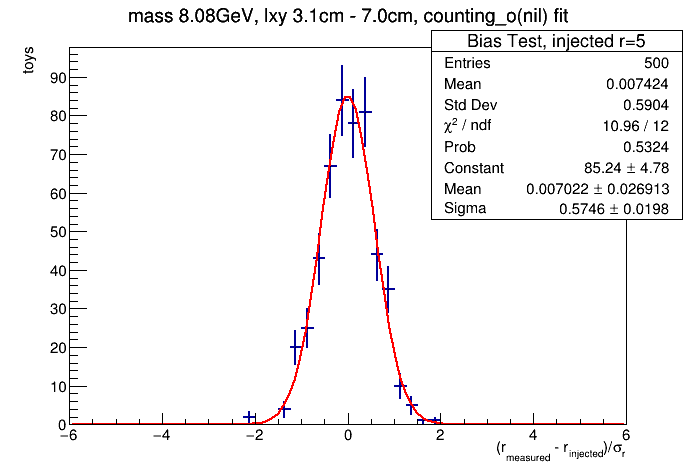 mass 8.08GeV, lxy 3.1cm - 7.0cm, counting_o(nil) fit
Bias Test, injected r=5
Entries 500
Mean 0.007424
Std Dev 0.5904
χ² / ndf 10.96 / 12
Prob 0.5324
Constant 85.24 ± 4.78
Mean 0.007022 ± 0.026913
Sigma 0.5746 ± 0.0198
toys
90
80
70
60
50
40
30
20
10
0
−6 −4 −2 0 2 4 6
(r_measured - r_injected)/σ_r